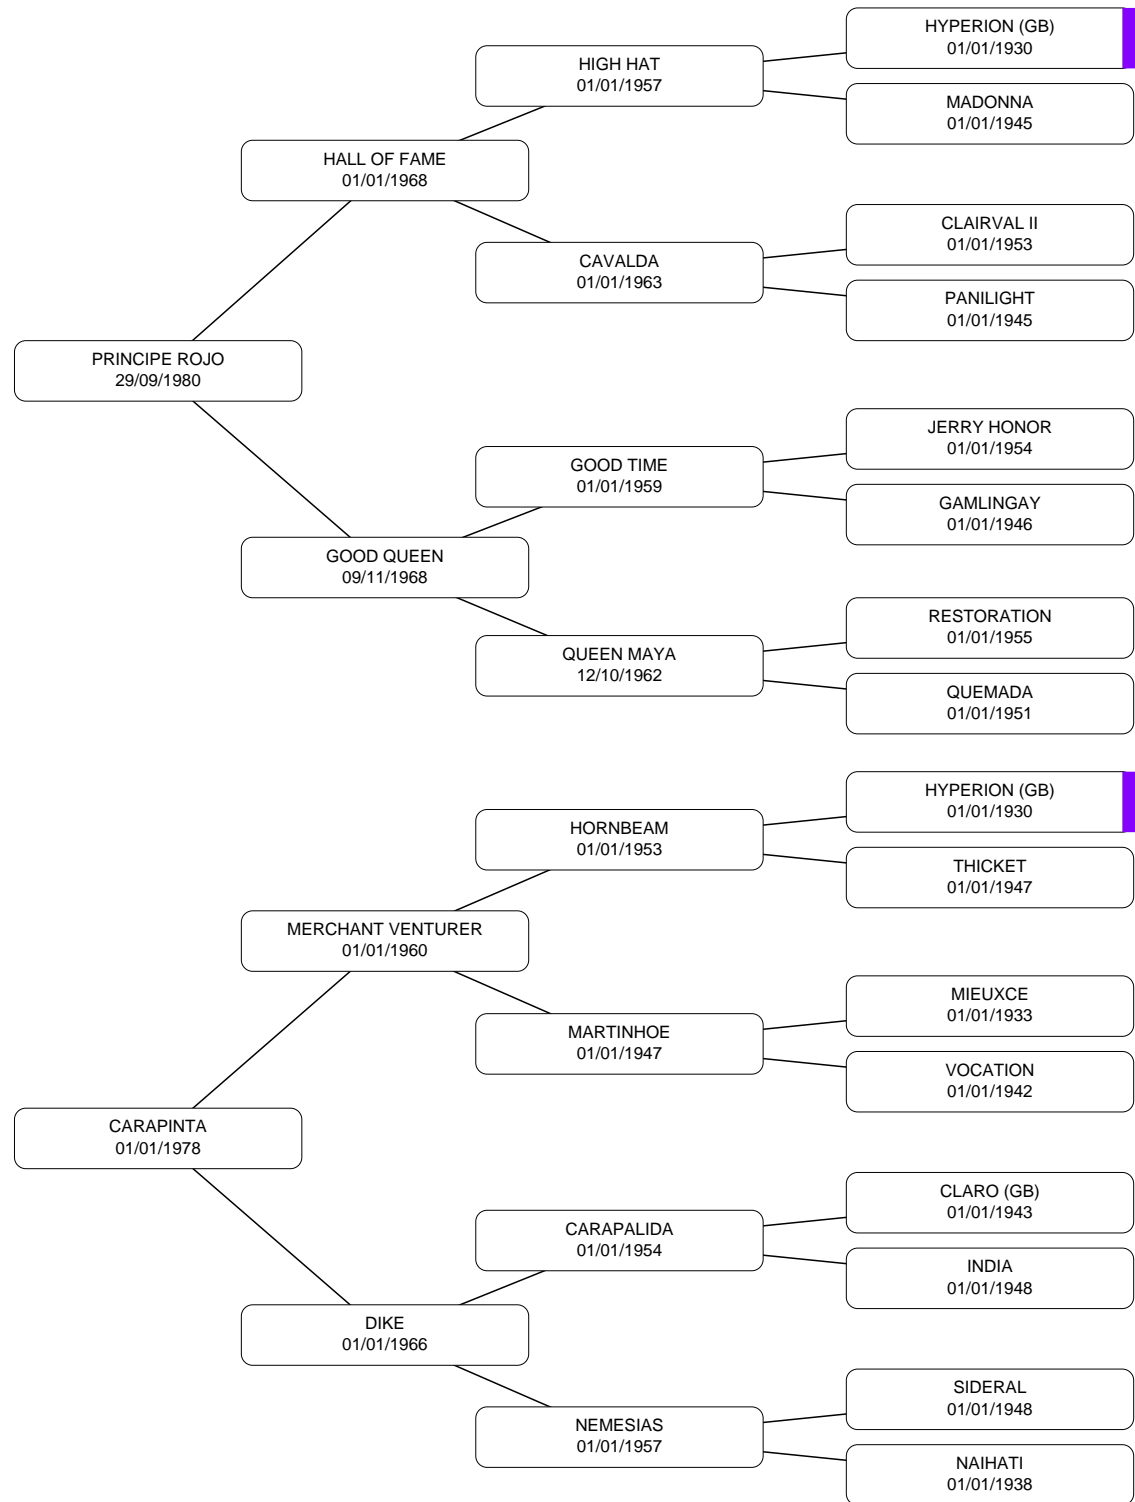 HYPERION (GB)
01/01/1930
HIGH HAT
01/01/1957
MADONNA
01/01/1945
HALL OF FAME
01/01/1968
CLAIRVAL II
01/01/1953
CAVALDA
01/01/1963
PANILIGHT
01/01/1945
PRINCIPE ROJO
29/09/1980
JERRY HONOR
01/01/1954
GOOD TIME
01/01/1959
GAMLINGAY
01/01/1946
GOOD QUEEN
09/11/1968
RESTORATION
01/01/1955
QUEEN MAYA
12/10/1962
QUEMADA
01/01/1951
HYPERION (GB)
01/01/1930
HORNBEAM
01/01/1953
THICKET
01/01/1947
MERCHANT VENTURER
01/01/1960
MIEUXCE
01/01/1933
MARTINHOE
01/01/1947
VOCATION
01/01/1942
CARAPINTA
01/01/1978
CLARO (GB)
01/01/1943
CARAPALIDA
01/01/1954
INDIA
01/01/1948
DIKE
01/01/1966
SIDERAL
01/01/1948
NEMESIAS
01/01/1957
NAIHATI
01/01/1938